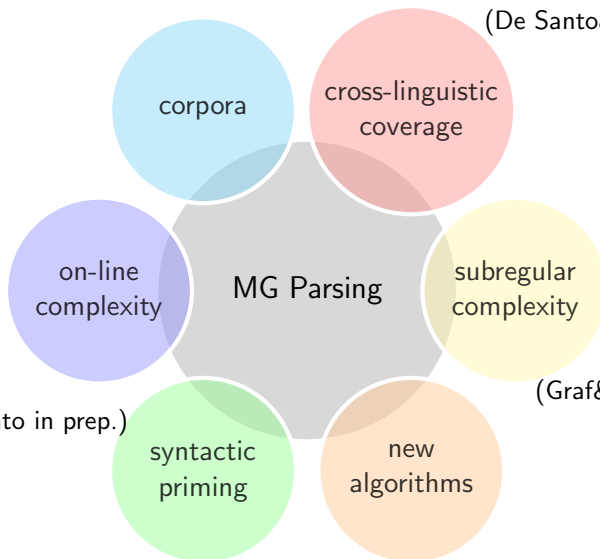 (De Santo
corpora
cross-linguistic
coverage
on-line
complexity
MG Parsing
subregular
complexity
(Graf&
to in prep.)
syntactic
priming
new
algorithms